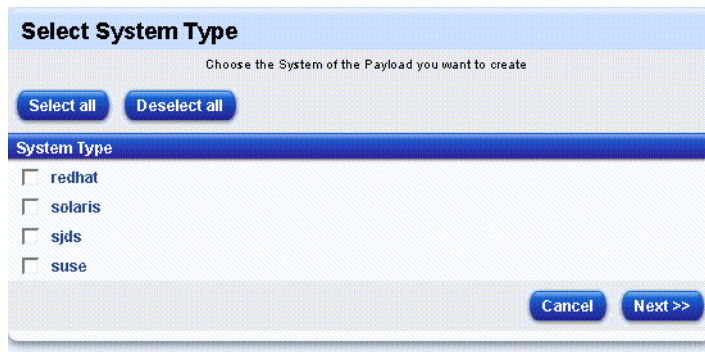 Select System Type
Choose the System of the Payload you want to create
Select all Deselect all
System Type
redhat
solaris
sjds
suse
Cancel Next >>